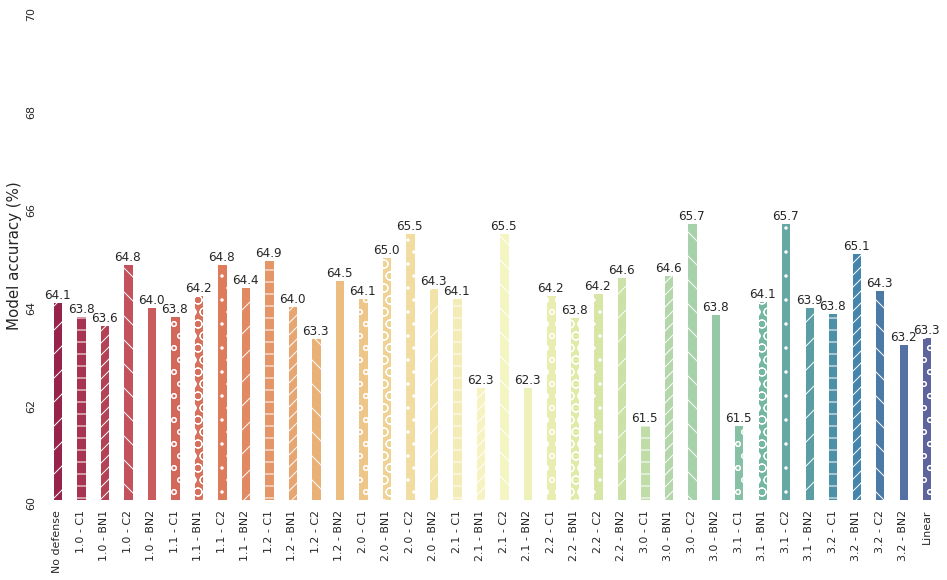 Model accuracy (%)
70
68
66
64
62
60
64.1
63.8
63.6
64.8
64.0
63.8
64.2
64.8
64.4
64.9
64.0
63.3
64.5
64.1
65.0
65.5
64.3
64.1
62.3
65.5
62.3
64.2
63.8
64.2
64.6
61.5
64.6
65.7
63.8
61.5
64.1
65.7
63.9
63.8
65.1
64.3
63.2
63.3
No defense
1.0 - C1
1.0 - BN1
1.0 - C2
1.0 - BN2
1.1 - C1
1.1 - BN1
1.1 - C2
1.1 - BN2
1.2 - C1
1.2 - BN1
1.2 - C2
1.2 - BN2
2.0 - C1
2.0 - BN1
2.0 - C2
2.0 - BN2
2.1 - C1
2.1 - BN1
2.1 - C2
2.1 - BN2
2.2 - C1
2.2 - BN1
2.2 - C2
2.2 - BN2
3.0 - C1
3.0 - BN1
3.0 - C2
3.0 - BN2
3.1 - C1
3.1 - BN1
3.1 - C2
3.1 - BN2
3.2 - C1
3.2 - BN1
3.2 - C2
3.2 - BN2
Linear